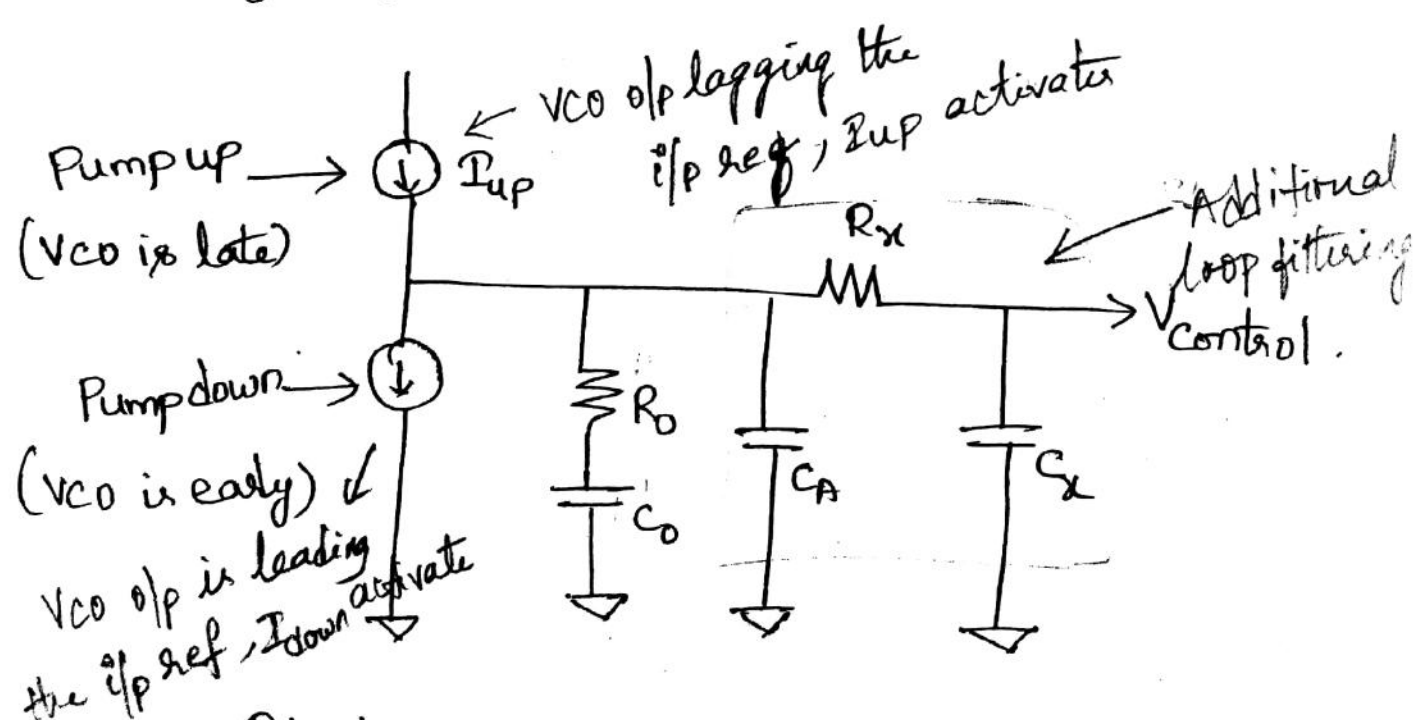 VCO o/p lagging the
i/p ref, Iup activates
Pump up
(VCO is late)
Iup
Rx
Additional
loop filtering
Vcontrol.
Pump down
(VCO is early)
VCO o/p is leading
the i/p ref, Idown activate
R0
C0
CA
Cx